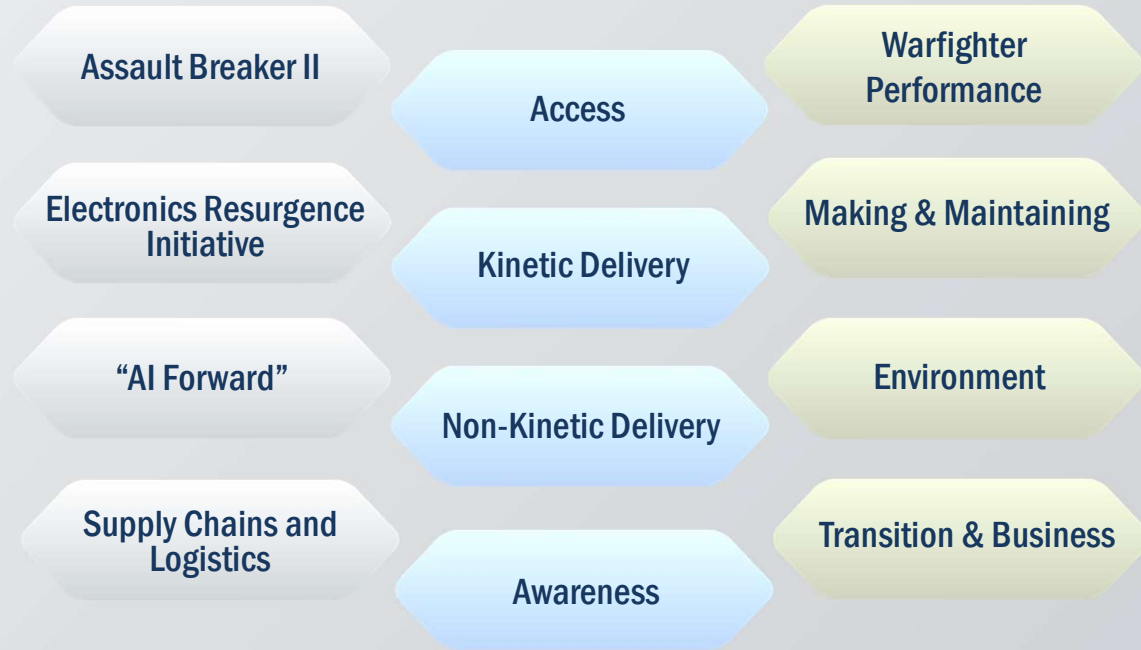 Assault Breaker II
Electronics Resurgence
Initiative
“AI Forward”
Supply Chains and
Logistics
Access
Kinetic Delivery
Non-Kinetic Delivery
Awareness
Warfighter
Performance
Making & Maintaining
Environment
Transition & Business